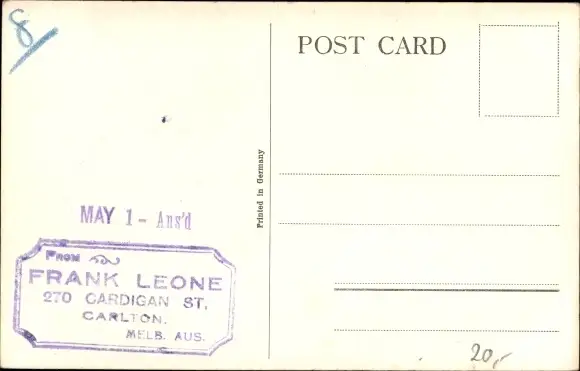 8
POST CARD
Printed in Germany
MAY 1 - Ans'd
FROM
FRANK LEONE
270 CARDIGAN ST,
CARLTON.
MELB. AUS.
20,-